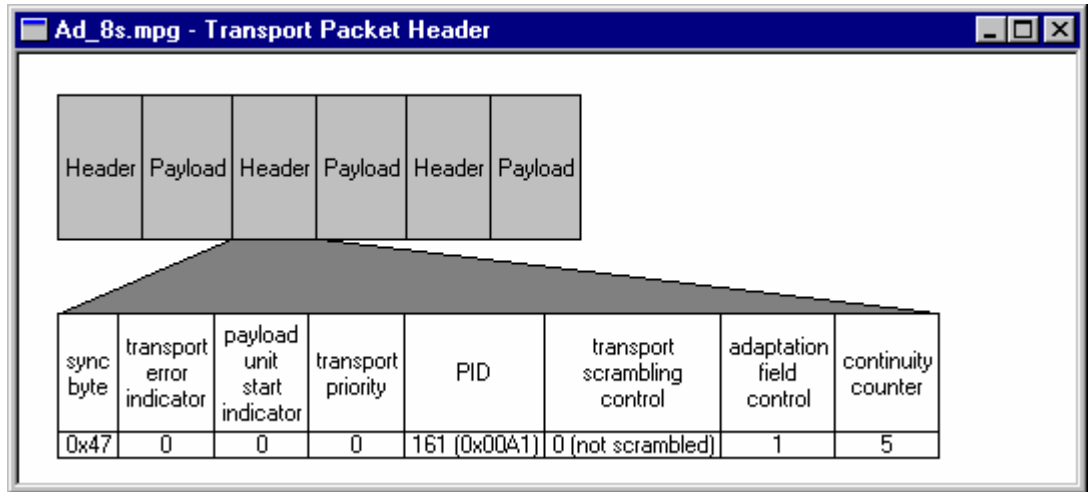 Ad_8s.mpg - Transport Packet Header
Header Payload Header Payload Header Payload
sync
byte
transport
error
indicator
payload
unit
start
indicator
transport
priority
PID
transport
scrambling
control
adaptation
field
control
continuity
counter
0x47 0 0 0 161 (0x00A1) 0 (not scrambled) 1 5